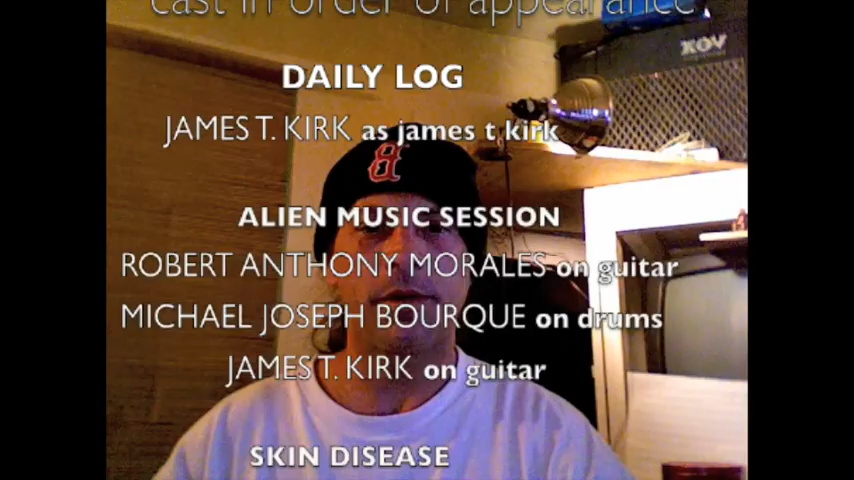 cast in order of appearance
DAILY LOG
JAMES T. KIRK as james t kirk
ALIEN MUSIC SESSION
ROBERT ANTHONY MORALES on guitar
MICHAEL JOSEPH BOURQUE on drums
JAMES T. KIRK on guitar
SKIN DISEASE
VOX
B